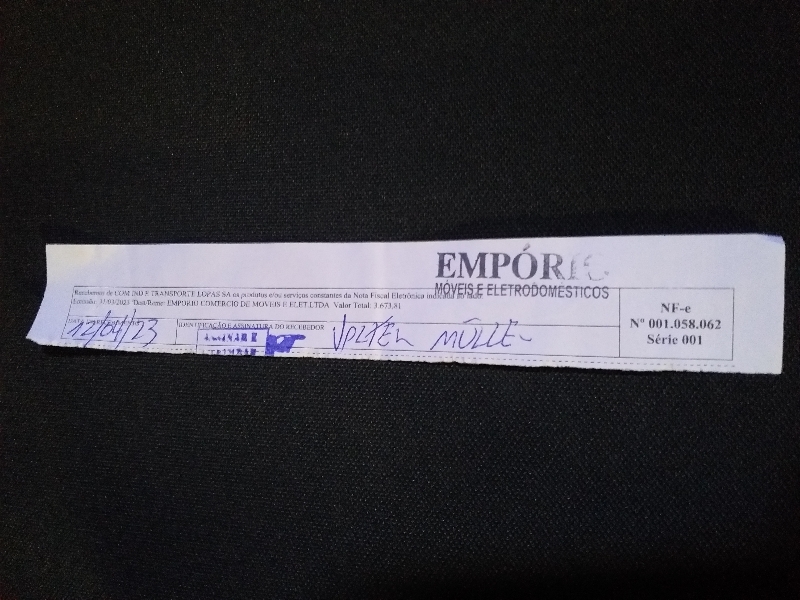 EMPÓRIO
MÓVEIS E ELETRODOMÉSTICOS
Recebemos de COM IND E TRANSPORTE LOPAS SA os produtos e/ou serviços constantes da Nota Fiscal Eletrônica indicada ao lado
Emissão: 31/03/2023 Dest/Reme: EMPORIO COMERCIO DE MOVEIS E ELET LTDA Valor Total: 3.673,81
12/04/23
IDENTIFICAÇÃO E ASSINATURA DO RECEBEDOR
NF-e
Nº 001.058.062
Série 001